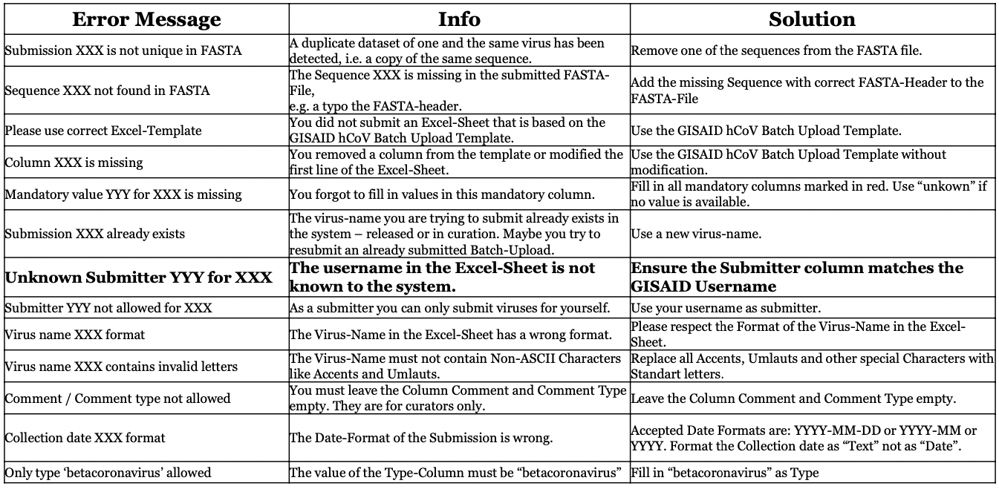 Error Message Info Solution
Submission XXX is not unique in FASTA
A duplicate dataset of one and the same virus has been
detected, i.e. a copy of the same sequence.
Remove one of the sequences from the FASTA file.
Sequence XXX not found in FASTA
The Sequence XXX is missing in the submitted FASTA-
File,
e.g. a typo the FASTA-header.
Add the missing Sequence with correct FASTA-Header to the
FASTA-File
Please use correct Excel-Template
You did not submit an Excel-Sheet that is based on the
GISAID hCoV Batch Upload Template.
Use the GISAID hCoV Batch Upload Template.
Column XXX is missing
You removed a column from the template or modified the
first line of the Excel-Sheet.
Use the GISAID hCoV Batch Upload Template without
modification.
Mandatory value YYY for XXX is missing
You forgot to fill in values in this mandatory column.
Fill in all mandatory columns marked in red. Use “unkown” if
no value is available.
Submission XXX already exists
The virus-name you are trying to submit already exists in
the system – released or in curation. Maybe you try to
resubmit an already submitted Batch-Upload.
Use a new virus-name.
Unknown Submitter YYY for XXX
The username in the Excel-Sheet is not
known to the system.
Ensure the Submitter column matches the
GISAID Username
Submitter YYY not allowed for XXX
As a submitter you can only submit viruses for yourself.
Use your username as submitter.
Virus name XXX format
The Virus-Name in the Excel-Sheet has a wrong format.
Please respect the Format of the Virus-Name in the Excel-
Sheet.
Virus name XXX contains invalid letters
The Virus-Name must not contain Non-ASCII Characters
like Accents and Umlauts.
Replace all Accents, Umlauts and other special Characters with
Standart letters.
Comment / Comment type not allowed
You must leave the Column Comment and Comment Type
empty. They are for curators only.
Leave the Column Comment and Comment Type empty.
Collection date XXX format
The Date-Format of the Submission is wrong.
Accepted Date Formats are: YYYY-MM-DD or YYYY-MM or
YYYY. Format the Collection date as “Text” not as “Date”.
Only type ‘betacoronavirus’ allowed
The value of the Type-Column must be “betacoronavirus”
Fill in “betacoronavirus” as Type